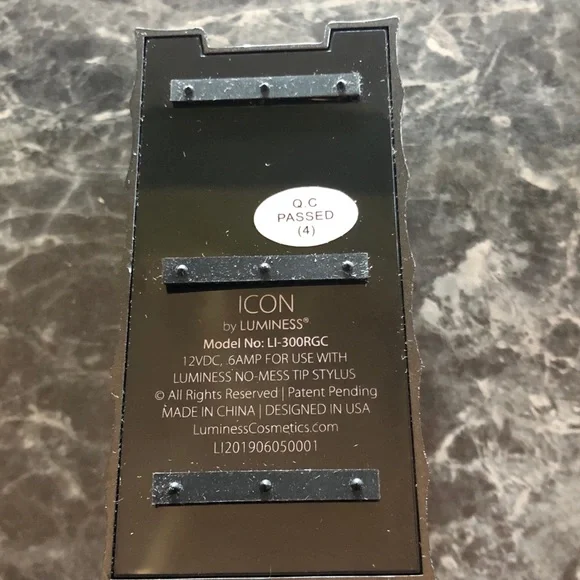 Q.C
PASSED
(4)
ICON
by LUMINESS®
Model No: LI-300RGC
12VDC, .6AMP FOR USE WITH
LUMINESS NO-MESS TIP STYLUS
© All Rights Reserved | Patent Pending
MADE IN CHINA | DESIGNED IN USA
LuminessCosmetics.com
LI201906050001